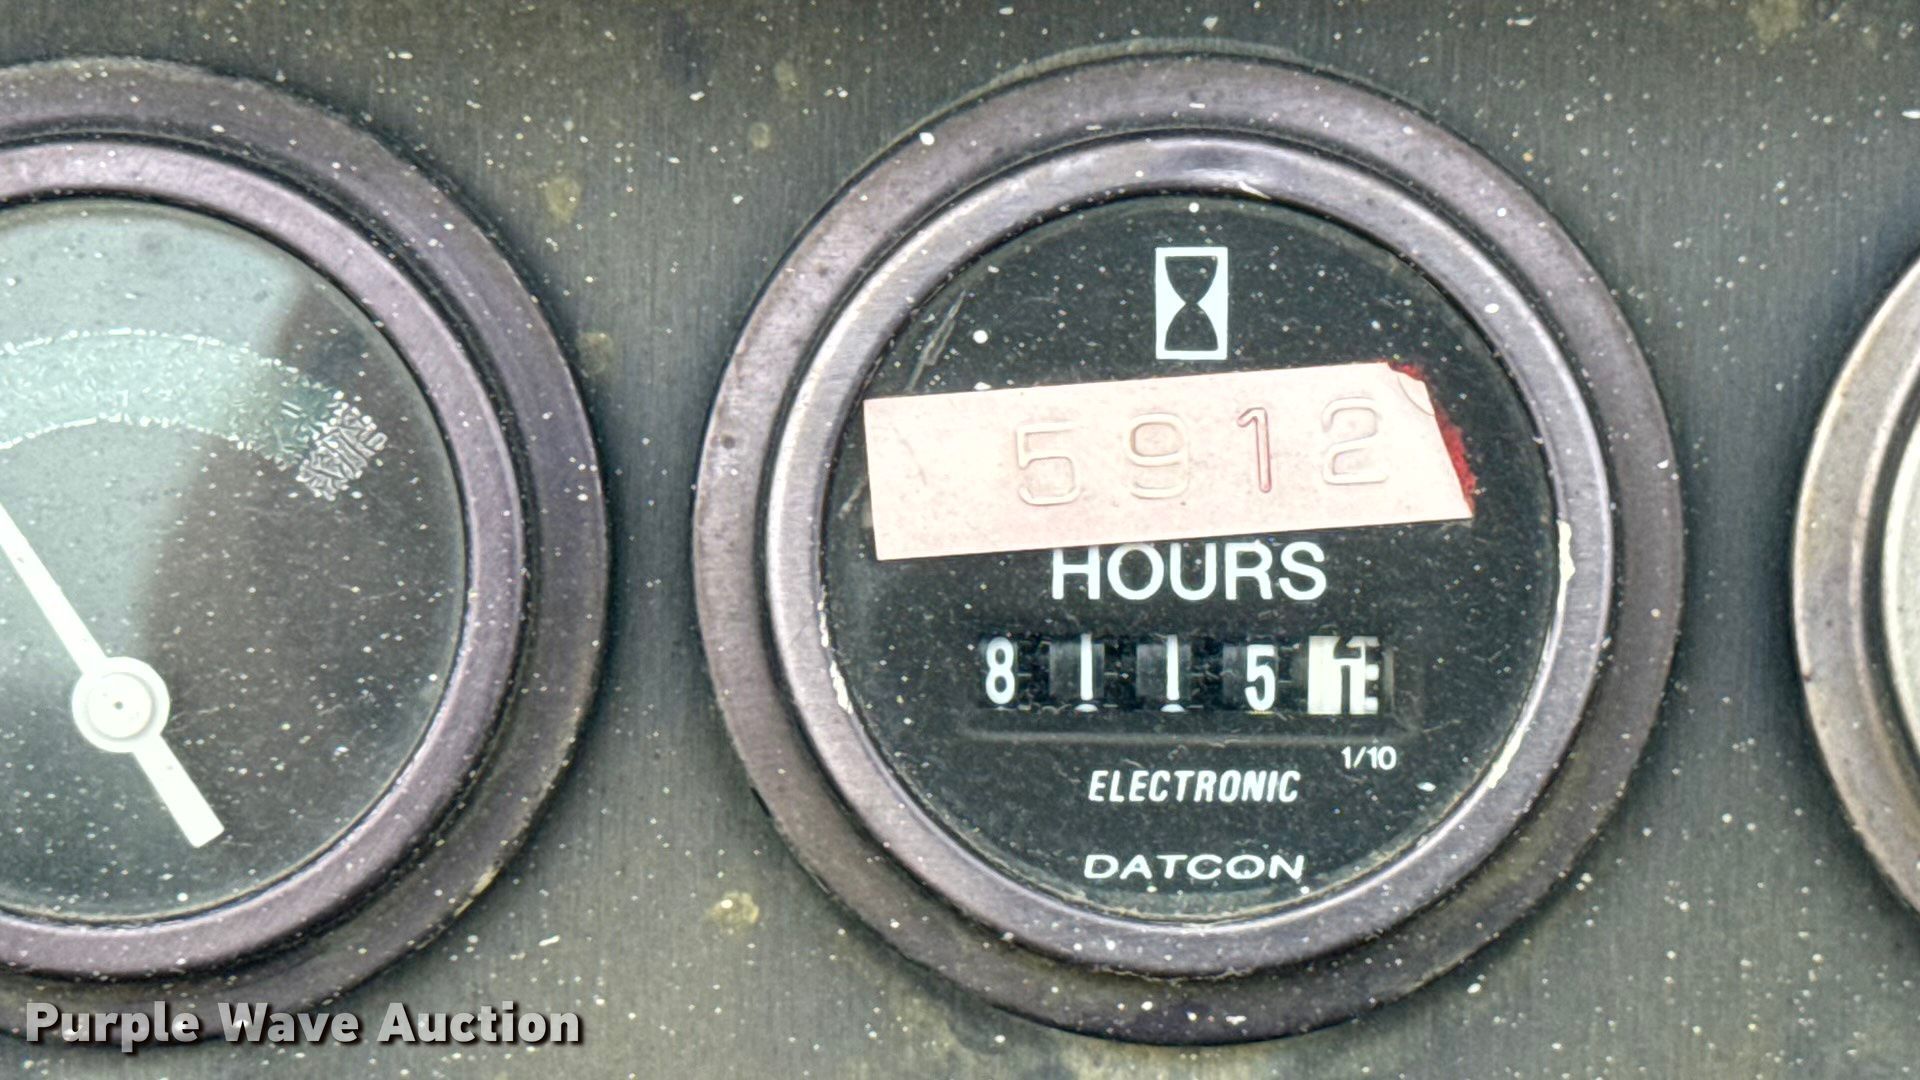 5912
HOURS
8115
1/10
ELECTRONIC
DATCON
Purple Wave Auction